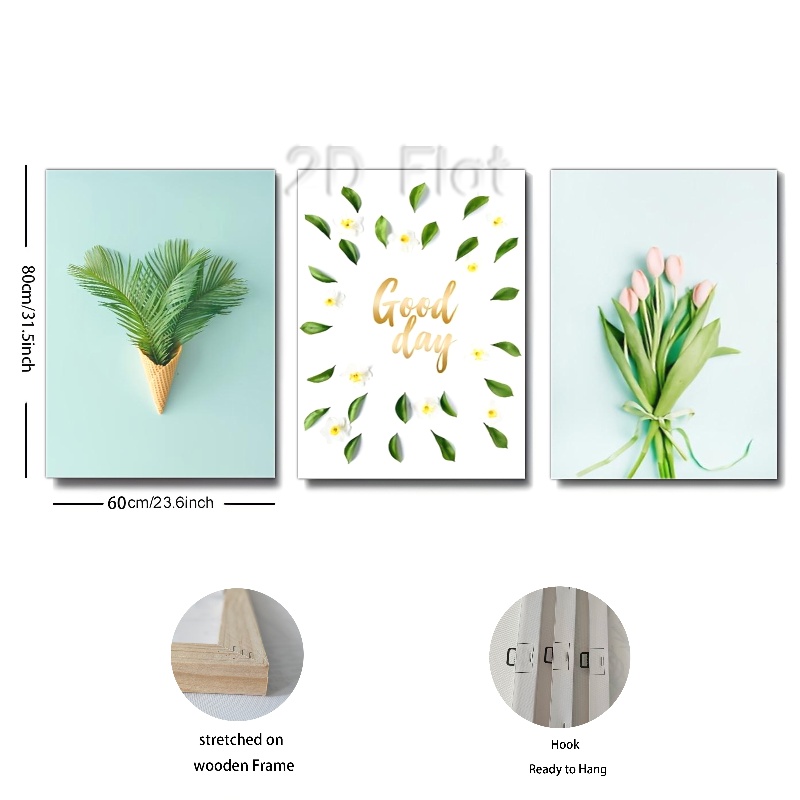 2D Flat
80cm/31.5inch
Good
day
60cm/23.6inch
stretched on
wooden Frame
Hook
Ready to Hang